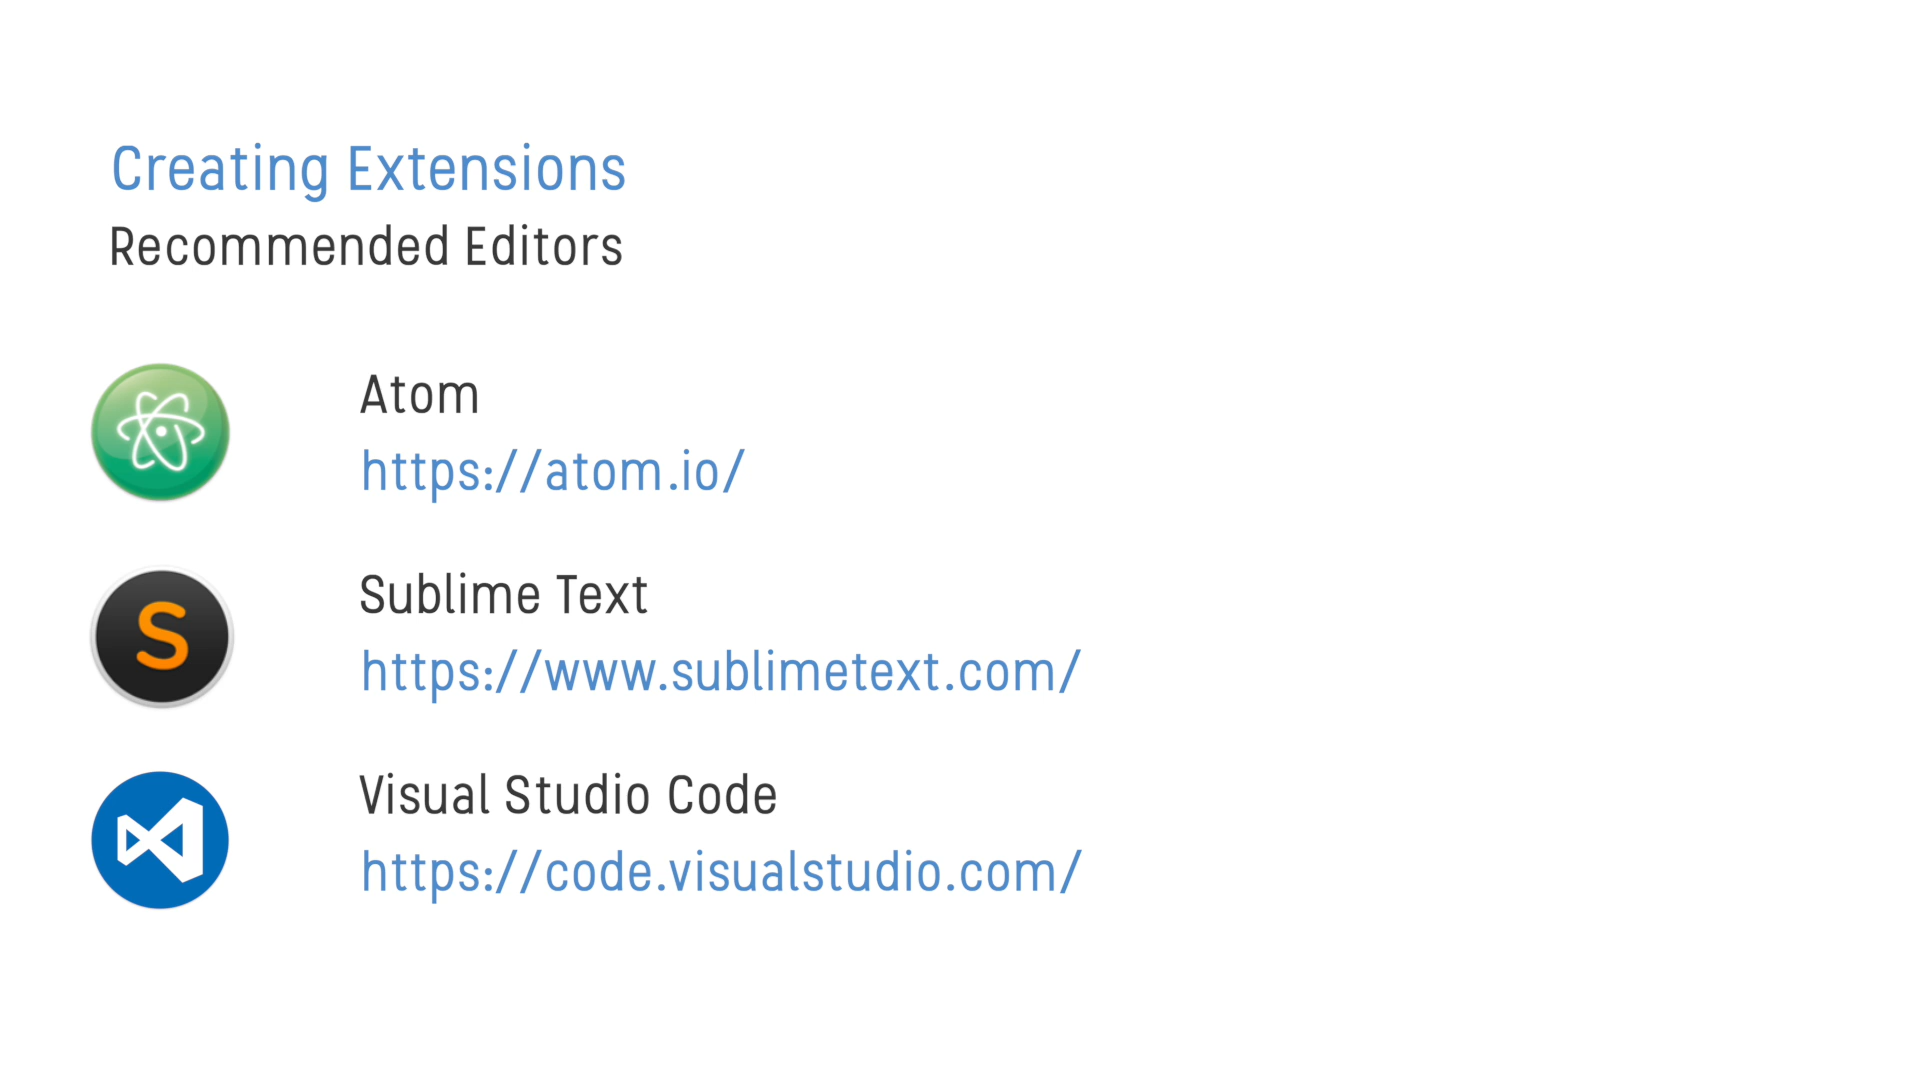 Creating Extensions
Recommended Editors
Atom
https://atom.io/
S
Sublime Text
https://www.sublimetext.com/
Visual Studio Code
https://code.visualstudio.com/